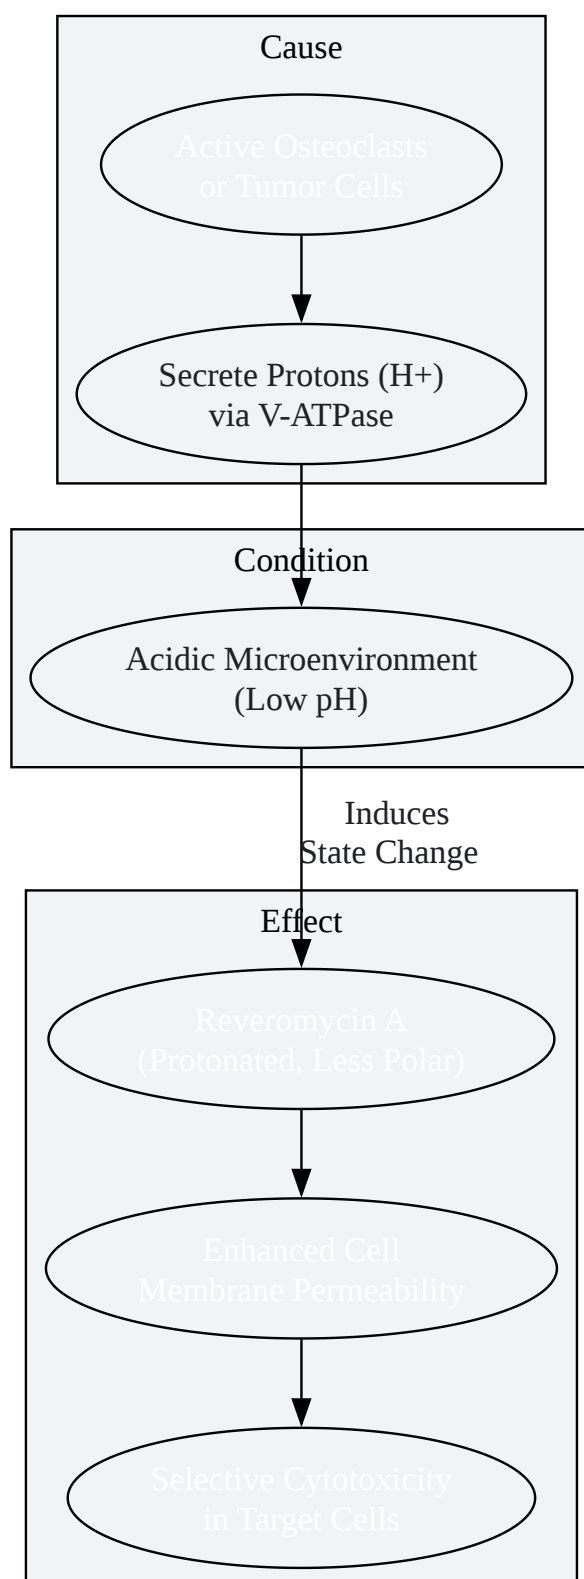 Cause
Active Osteoclasts
or Tumor Cells
Secrete Protons (H+)
via V-ATPase
Condition
Acidic Microenvironment
(Low pH)
Induces
State Change
Effect
Reveromycin A
(Protonated, Less Polar)
Enhanced Cell
Membrane Permeability
Selective Cytotoxicity
in Target Cells